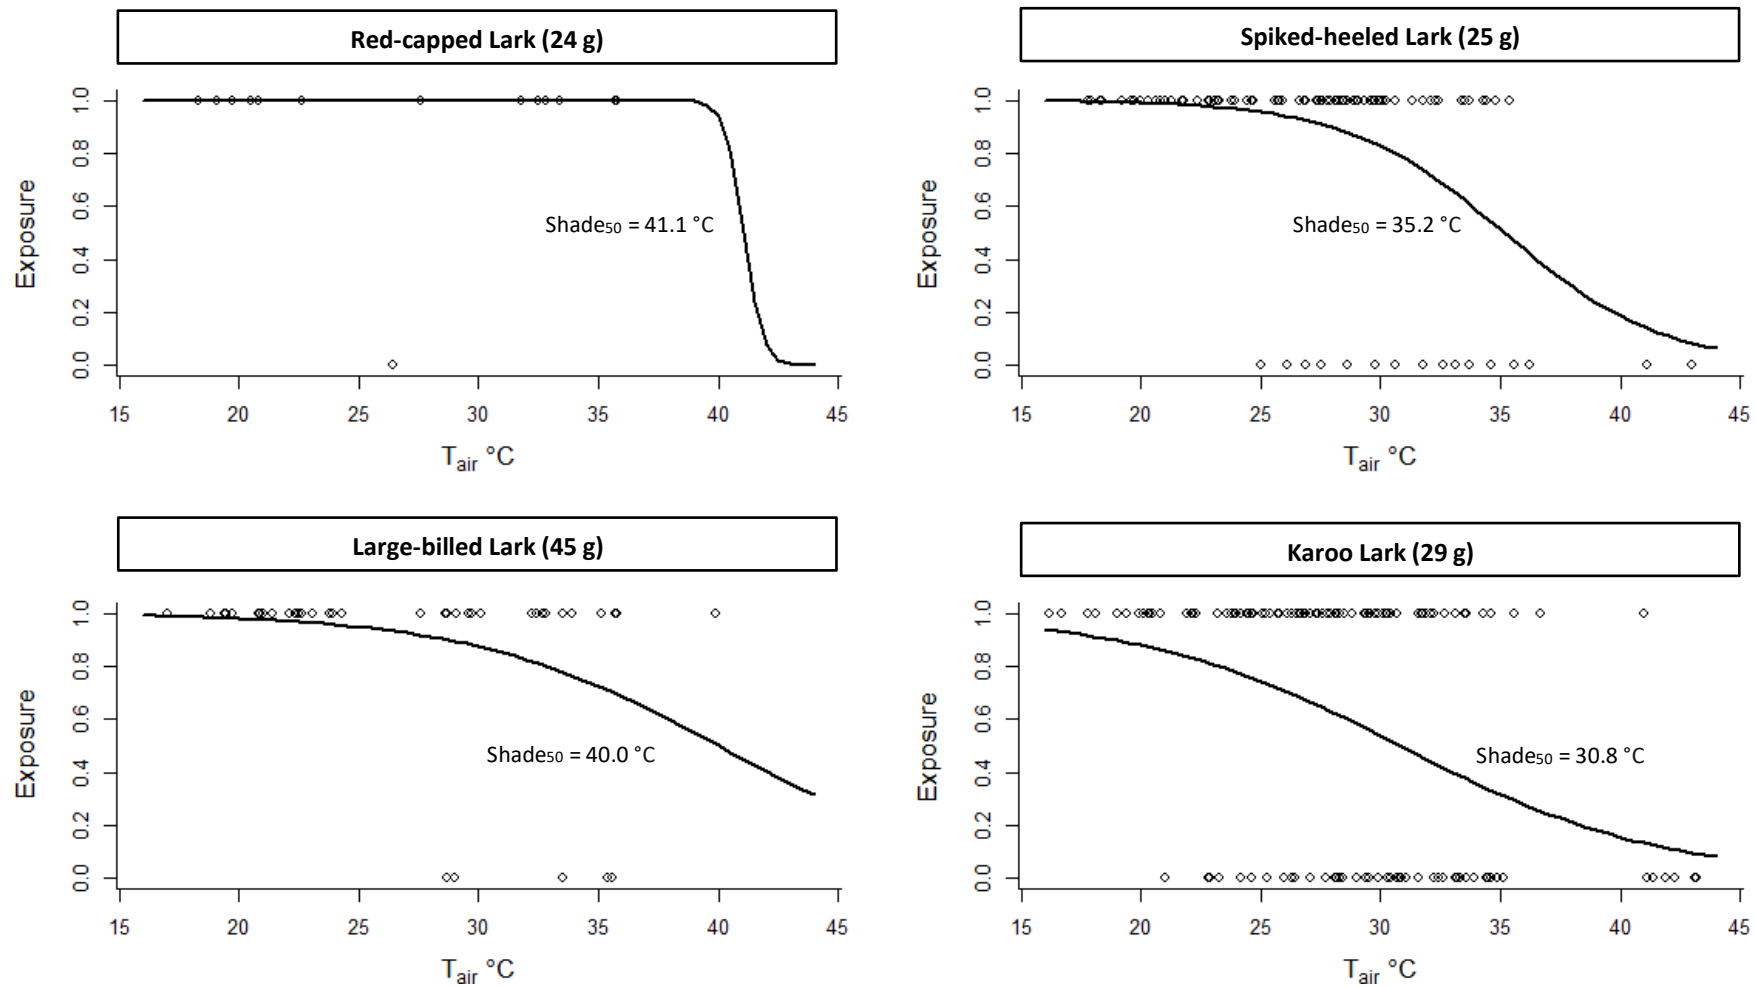 Red-capped Lark (24 g)
Exposure
1.0
0.8
0.6
0.4
0.2
0.0
Shade₅₀ = 41.1 °C
15 20 25 30 35 40 45
Tair °C
Spiked-heeled Lark (25 g)
Exposure
1.0
0.8
0.6
0.4
0.2
0.0
Shade₅₀ = 35.2 °C
15 20 25 30 35 40 45
Tair °C
Large-billed Lark (45 g)
Exposure
1.0
0.8
0.6
0.4
0.2
0.0
Shade₅₀ = 40.0 °C
15 20 25 30 35 40 45
Tair °C
Karoo Lark (29 g)
Exposure
1.0
0.8
0.6
0.4
0.2
0.0
Shade₅₀ = 30.8 °C
15 20 25 30 35 40 45
Tair °C